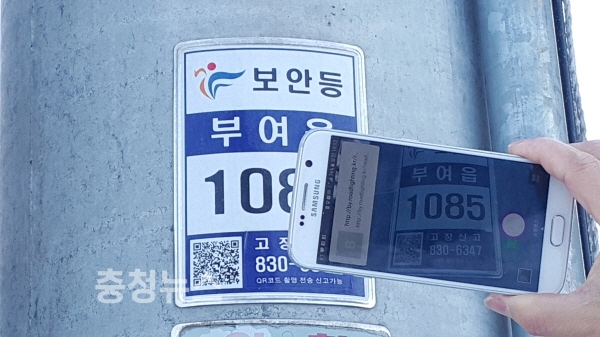 보안등
부여읍
108
고장
830-6
QR코드 촬영 전송 신고가능
SAMSUNG
부여읍
1085
고장신고
830-6347
충청뉴